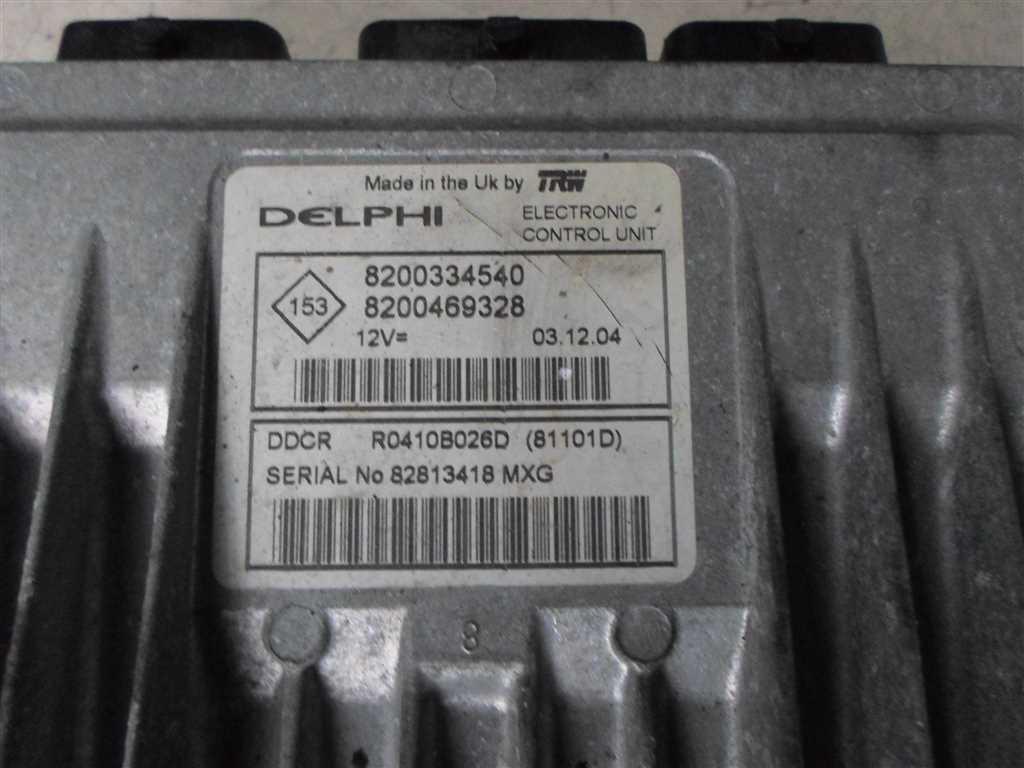 Made in the Uk by TRW
DELPHI
ELECTRONIC
CONTROL UNIT
153
8200334540
8200469328
12V=
03.12.04
DDCR R0410B026D (81101D)
SERIAL No 82813418 MXG
8